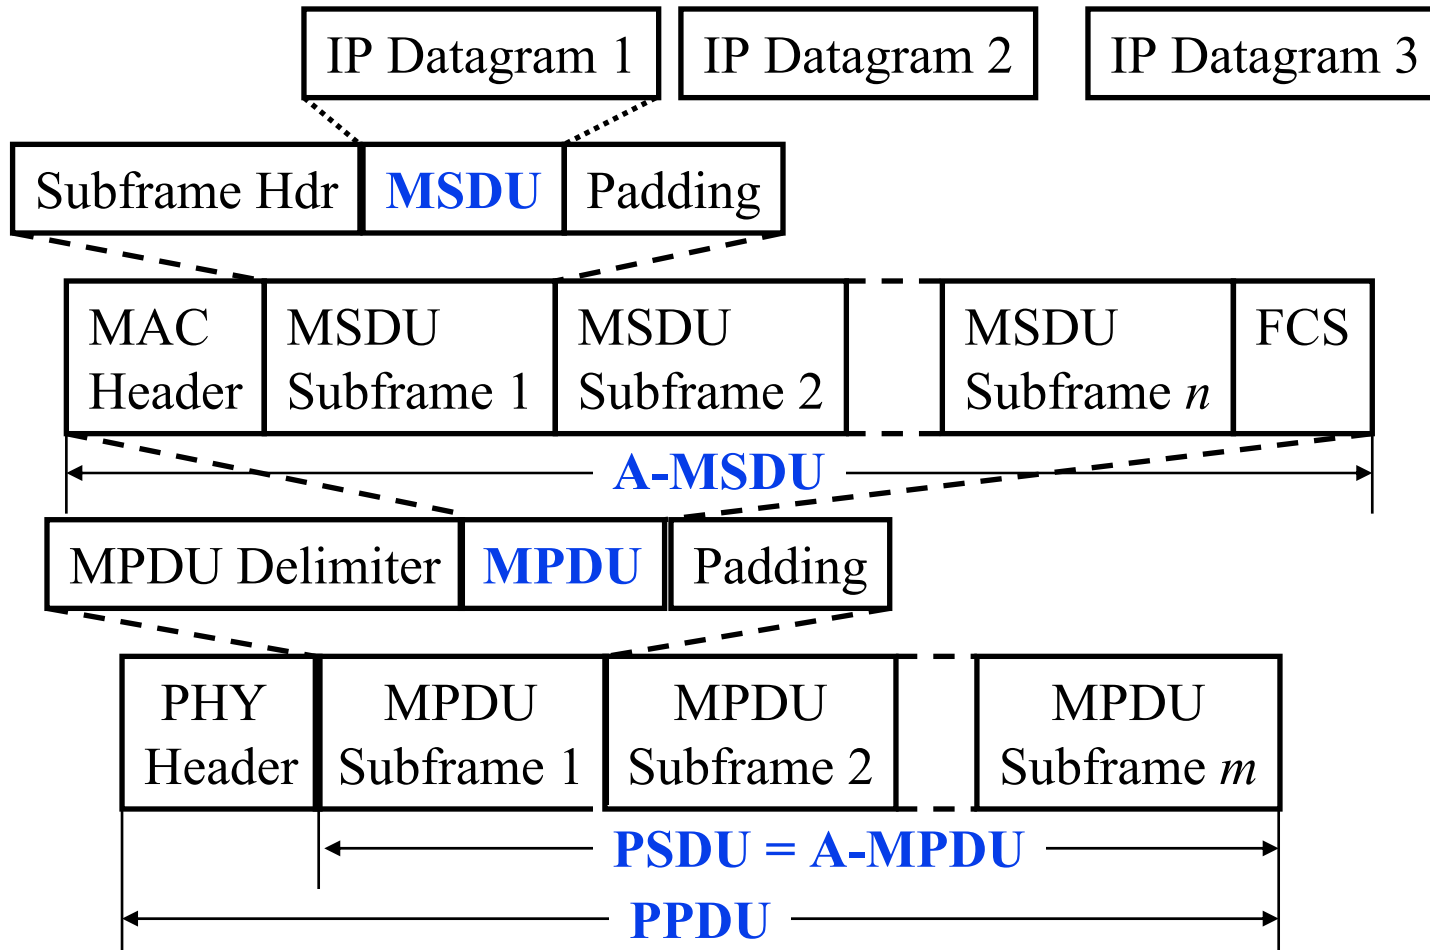 IP Datagram 1 IP Datagram 2 IP Datagram 3
Subframe Hdr MSDU Padding
MAC MSDU MSDU MSDU FCS
Header Subframe 1 Subframe 2 Subframe n
A-MSDU
MPDU Delimiter MPDU Padding
PHY MPDU MPDU MPDU
Header Subframe 1 Subframe 2 Subframe m
PSDU = A-MPDU
PPDU